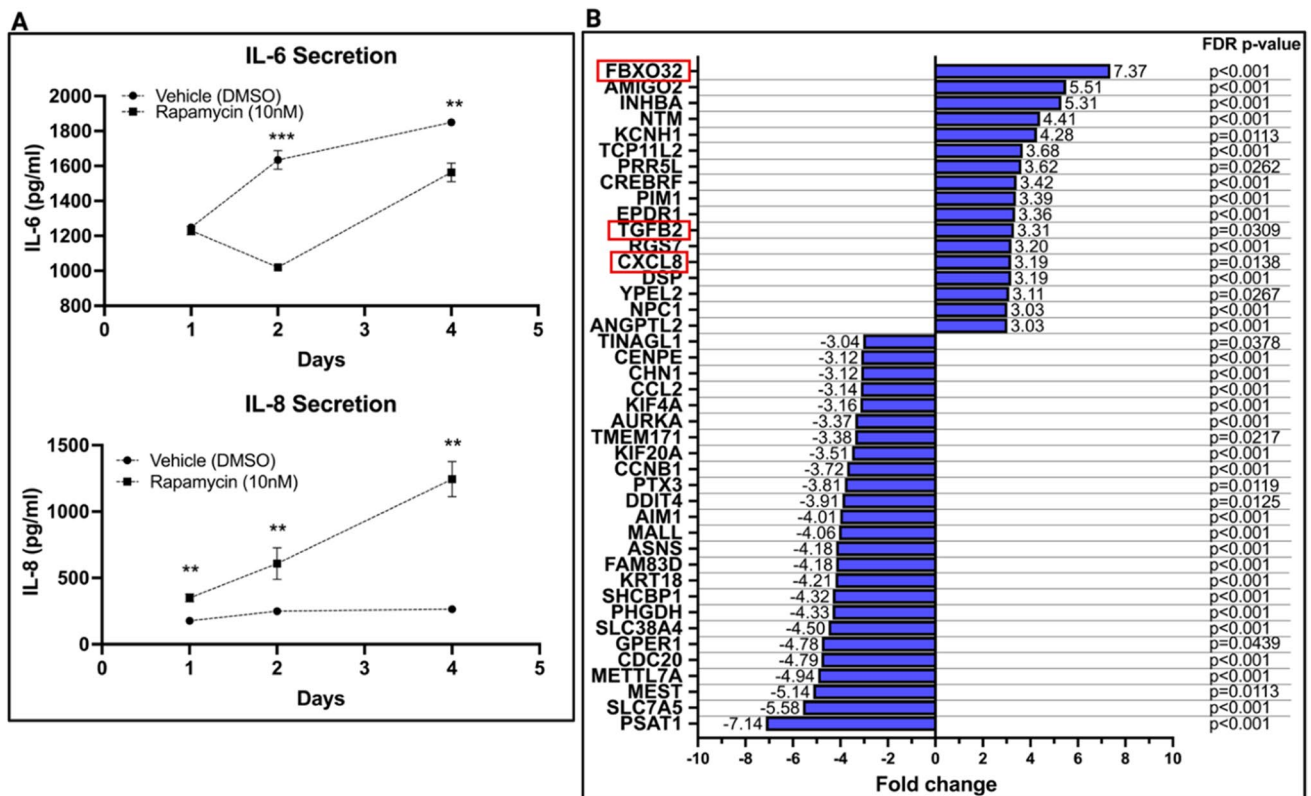 A
IL-6 Secretion
Vehicle (DMSO)
Rapamycin (10nM)
IL-6 (pg/ml)
2000
1800
1600
1400
1200
1000
800
***
**
0 1 2 3 4 5
Days
IL-8 Secretion
Vehicle (DMSO)
Rapamycin (10nM)
IL-8 (pg/ml)
1500
1000
500
0
**
**
**
0 1 2 3 4 5
Days
B
FDR p-value
FBXO32 7.37 p<0.001
AMIGO2 5.51 p<0.001
INHBA 5.31 p<0.001
NTM 4.41 p<0.001
KCNH1 4.28 p=0.0113
TCP11L2 3.68 p<0.001
PRR5L 3.62 p=0.0262
CREBRF 3.42 p<0.001
PIM1 3.39 p<0.001
EPDR1 3.36 p<0.001
TGFB2 3.31 p=0.0309
RGS7 3.20 p<0.001
CXCL8 3.19 p=0.0138
DSP 3.19 p<0.001
YPEL2 3.11 p=0.0267
NPC1 3.03 p<0.001
ANGPTL2 3.03 p<0.001
TINAGL1 -3.04 p=0.0378
CENPE -3.12 p<0.001
CHN1 -3.12 p<0.001
CCL2 -3.14 p<0.001
KIF4A -3.16 p<0.001
AURKA -3.37 p<0.001
TMEM171 -3.38 p=0.0217
KIF20A -3.51 p<0.001
CCNB1 -3.72 p<0.001
PTX3 -3.81 p=0.0119
DDIT4 -3.91 p=0.0125
AIM1 -4.01 p<0.001
MALL -4.06 p<0.001
ASNS -4.18 p<0.001
FAM83D -4.18 p<0.001
KRT18 -4.21 p<0.001
SHCBP1 -4.32 p<0.001
PHGDH -4.33 p<0.001
SLC38A4 -4.50 p<0.001
GPER1 -4.78 p=0.0439
CDC20 -4.79 p<0.001
METTL7A -4.94 p<0.001
MEST -5.14 p=0.0113
SLC7A5 -5.58 p<0.001
PSAT1 -7.14 p<0.001
-10 -8 -6 -4 -2 0 2 4 6 8 10
Fold change